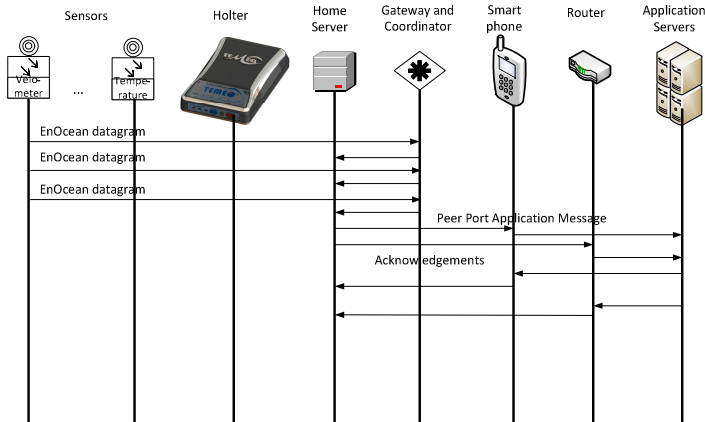 Sensors
Holter
Home
Server
Gateway and
Coordinator
Smart
phone
Router
Application
Servers
Velo-
meter
...
Tempe-
rature
TEMEO
EnOcean datagram
EnOcean datagram
EnOcean datagram
Peer Port Application Message
Acknowledgements